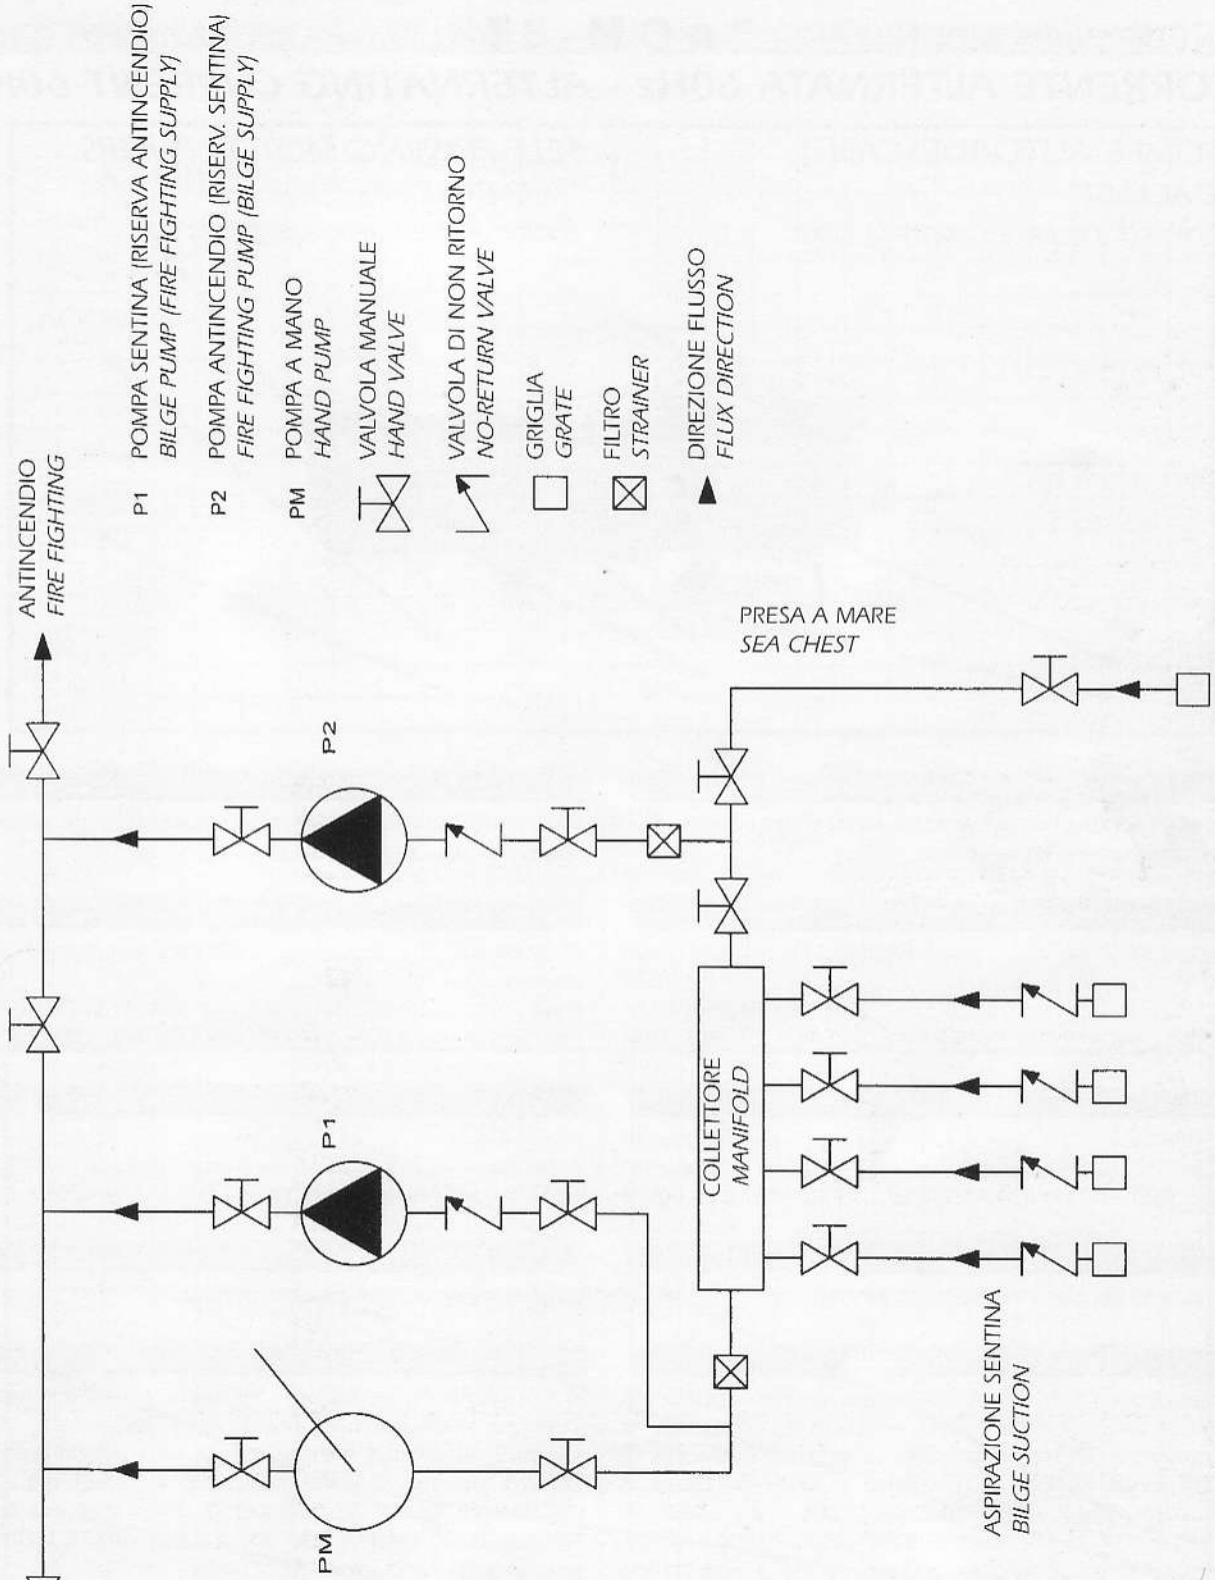 ANTINCENDIO
FIRE FIGHTING
P1 POMPA SENTINA (RISERVA ANTINCENDIO)
BILGE PUMP (FIRE FIGHTING SUPPLY)
P2 POMPA ANTINCENDIO (RISERV. SENTINA)
FIRE FIGHTING PUMP (BILGE SUPPLY)
PM POMPA A MANO
HAND PUMP
VALVOLA MANUALE
HAND VALVE
VALVOLA DI NON RITORNO
NO-RETURN VALVE
GRIGLIA
GRATE
FILTRO
STRAINER
DIREZIONE FLUSSO
FLUX DIRECTION
PRESA A MARE
SEA CHEST
P2
P1
PM
COLLETTORE
MANIFOLD
ASPIRAZIONE SENTINA
BILGE SUCTION